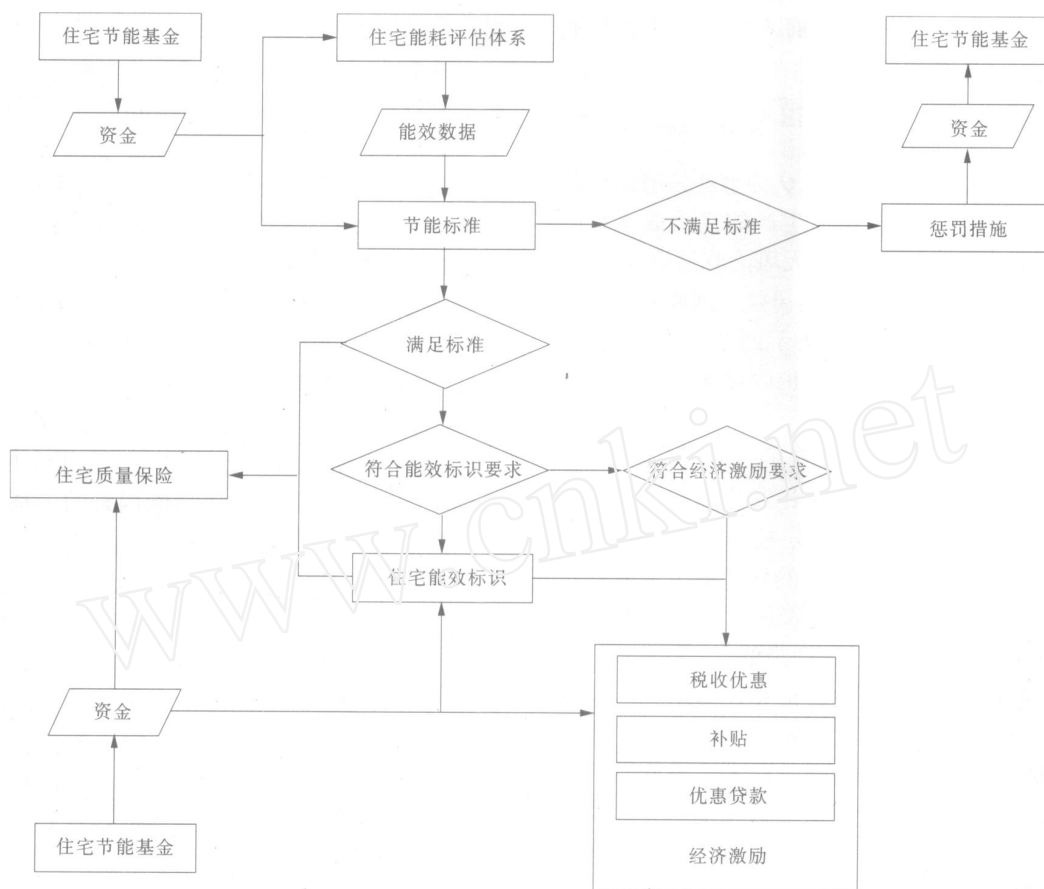 住宅节能基金
住宅能耗评估体系
住宅节能基金
资金
能效数据
资金
节能标准
不满足标准
惩罚措施
满足标准
住宅质量保险
符合能效标识要求
符合经济激励要求
住宅能效标识
www.cnki.net
税收优惠
资金
补贴
优惠贷款
住宅节能基金
经济激励